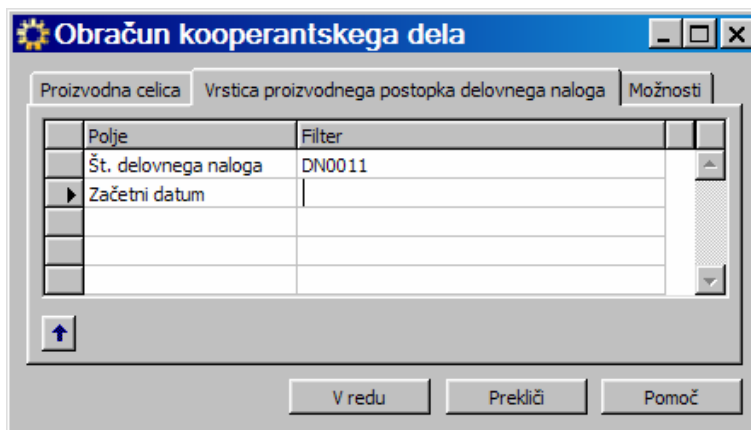 Obračun kooperantskega dela
Proizvodna celica Vrstica proizvodnega postopka delovnega naloga Možnosti
Polje Filter
Št. delovnega naloga DN0011
Začetni datum
V redu Prekliči Pomoč